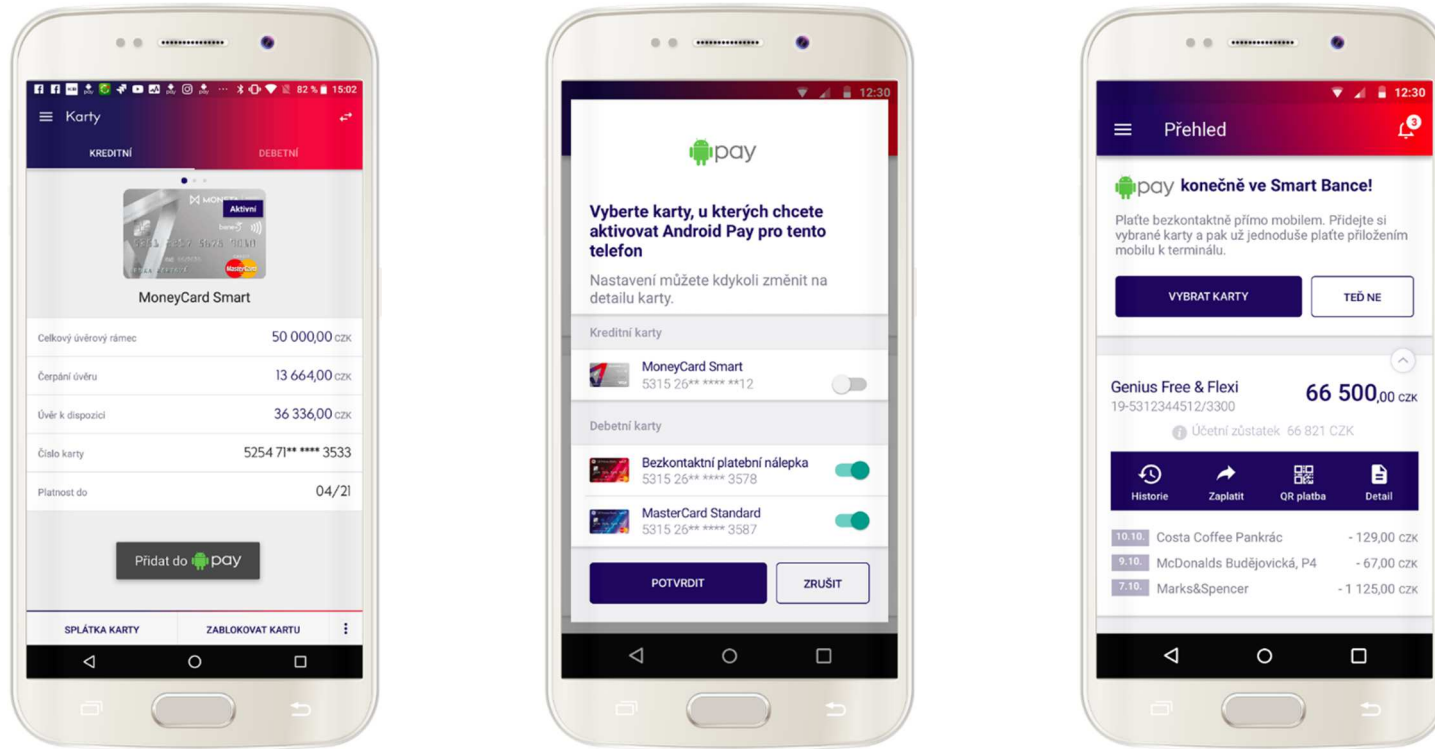 82 % 15:02
Karty
KREDITNÍ DEBETNÍ
Aktivní
MasterCard
MoneyCard Smart
Celkový úvěrový rámec 50 000,00 CZK
Čerpání úvěru 13 664,00 CZK
Úvěr k dispozici 36 336,00 CZK
Číslo karty 5254 71** **** 3533
Platnost do 04/21
Přidat do pay
SPLÁTKA KARTY ZABLOKOVAT KARTU
12:30
pay
Vyberte karty, u kterých chcete
aktivovat Android Pay pro tento
telefon
Nastavení můžete kdykoli změnit na
detailu karty.
Kreditní karty
MoneyCard Smart
5315 26** **** **12
Debetní karty
Bezkontaktní platební nálepka
5315 26** **** 3578
MasterCard Standard
5315 26** **** 3587
POTVRDIT ZRUŠIT
12:30
Přehled 3
pay konečně ve Smart Bance!
Plaťte bezkontaktně přímo mobilem. Přidejte si
vybrané karty a pak už jednoduše plaťte přiložením
mobilu k terminálu.
VYBRAT KARTY TEĎ NE
Genius Free & Flexi 66 500,00 CZK
19-5312344512/3300
Účetní zůstatek 66 821 CZK
Historie Zaplatit QR platba Detail
10.10. Costa Coffee Pankrác - 129,00 CZK
9.10. McDonalds Budějovická, P4 - 67,00 CZK
7.10. Marks&Spencer - 1 125,00 CZK